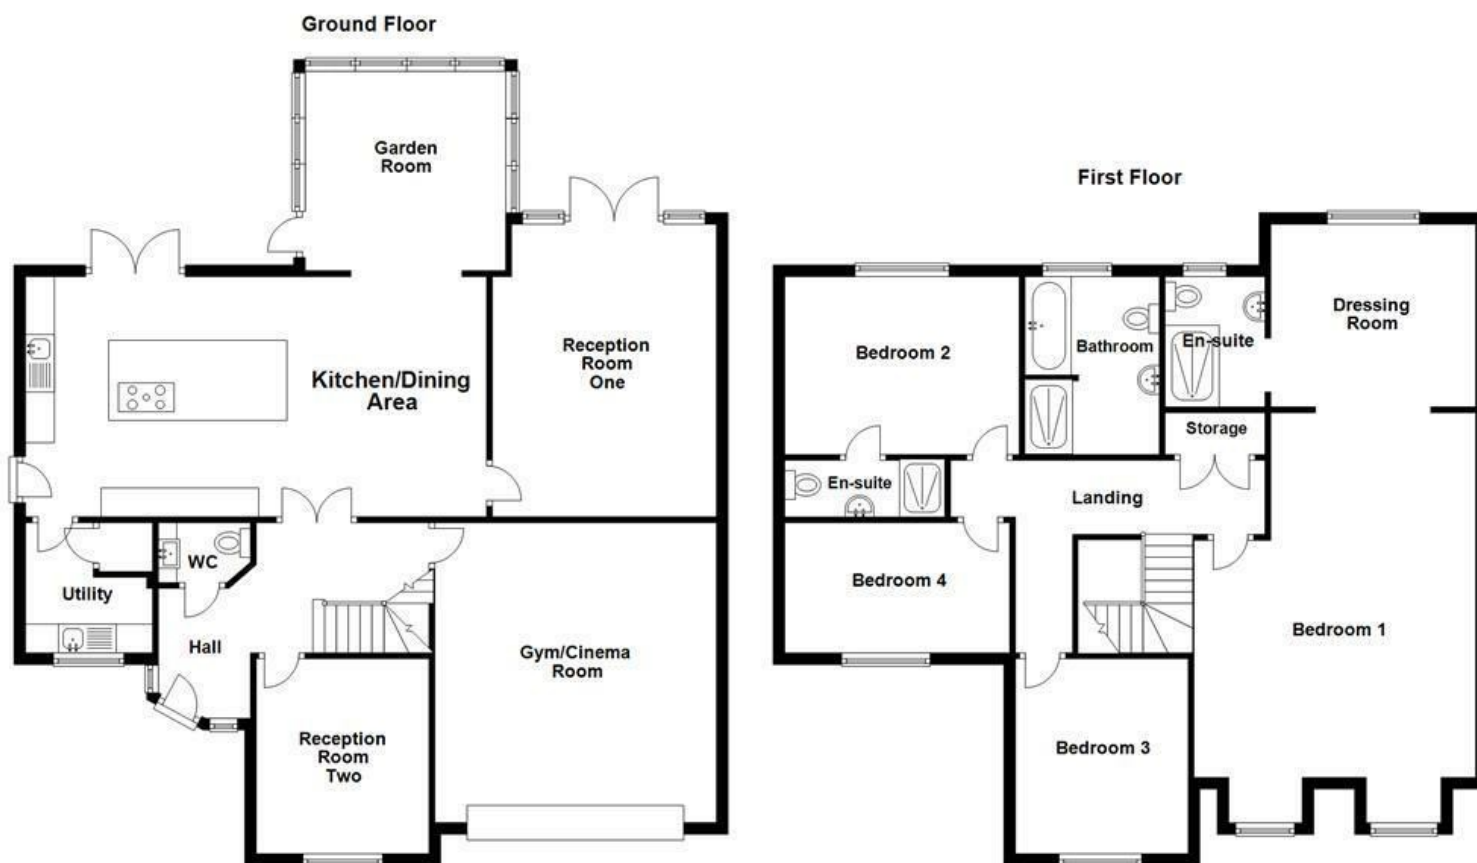 Ground Floor
Garden
Room
Kitchen/Dining
Area
Reception
Room
One
WC
Utility
Hall
Gym/Cinema
Room
Reception
Room
Two
First Floor
Bedroom 2
Bathroom
En-suite
Dressing
Room
Storage
En-suite
Landing
Bedroom 4
Bedroom 1
Bedroom 3